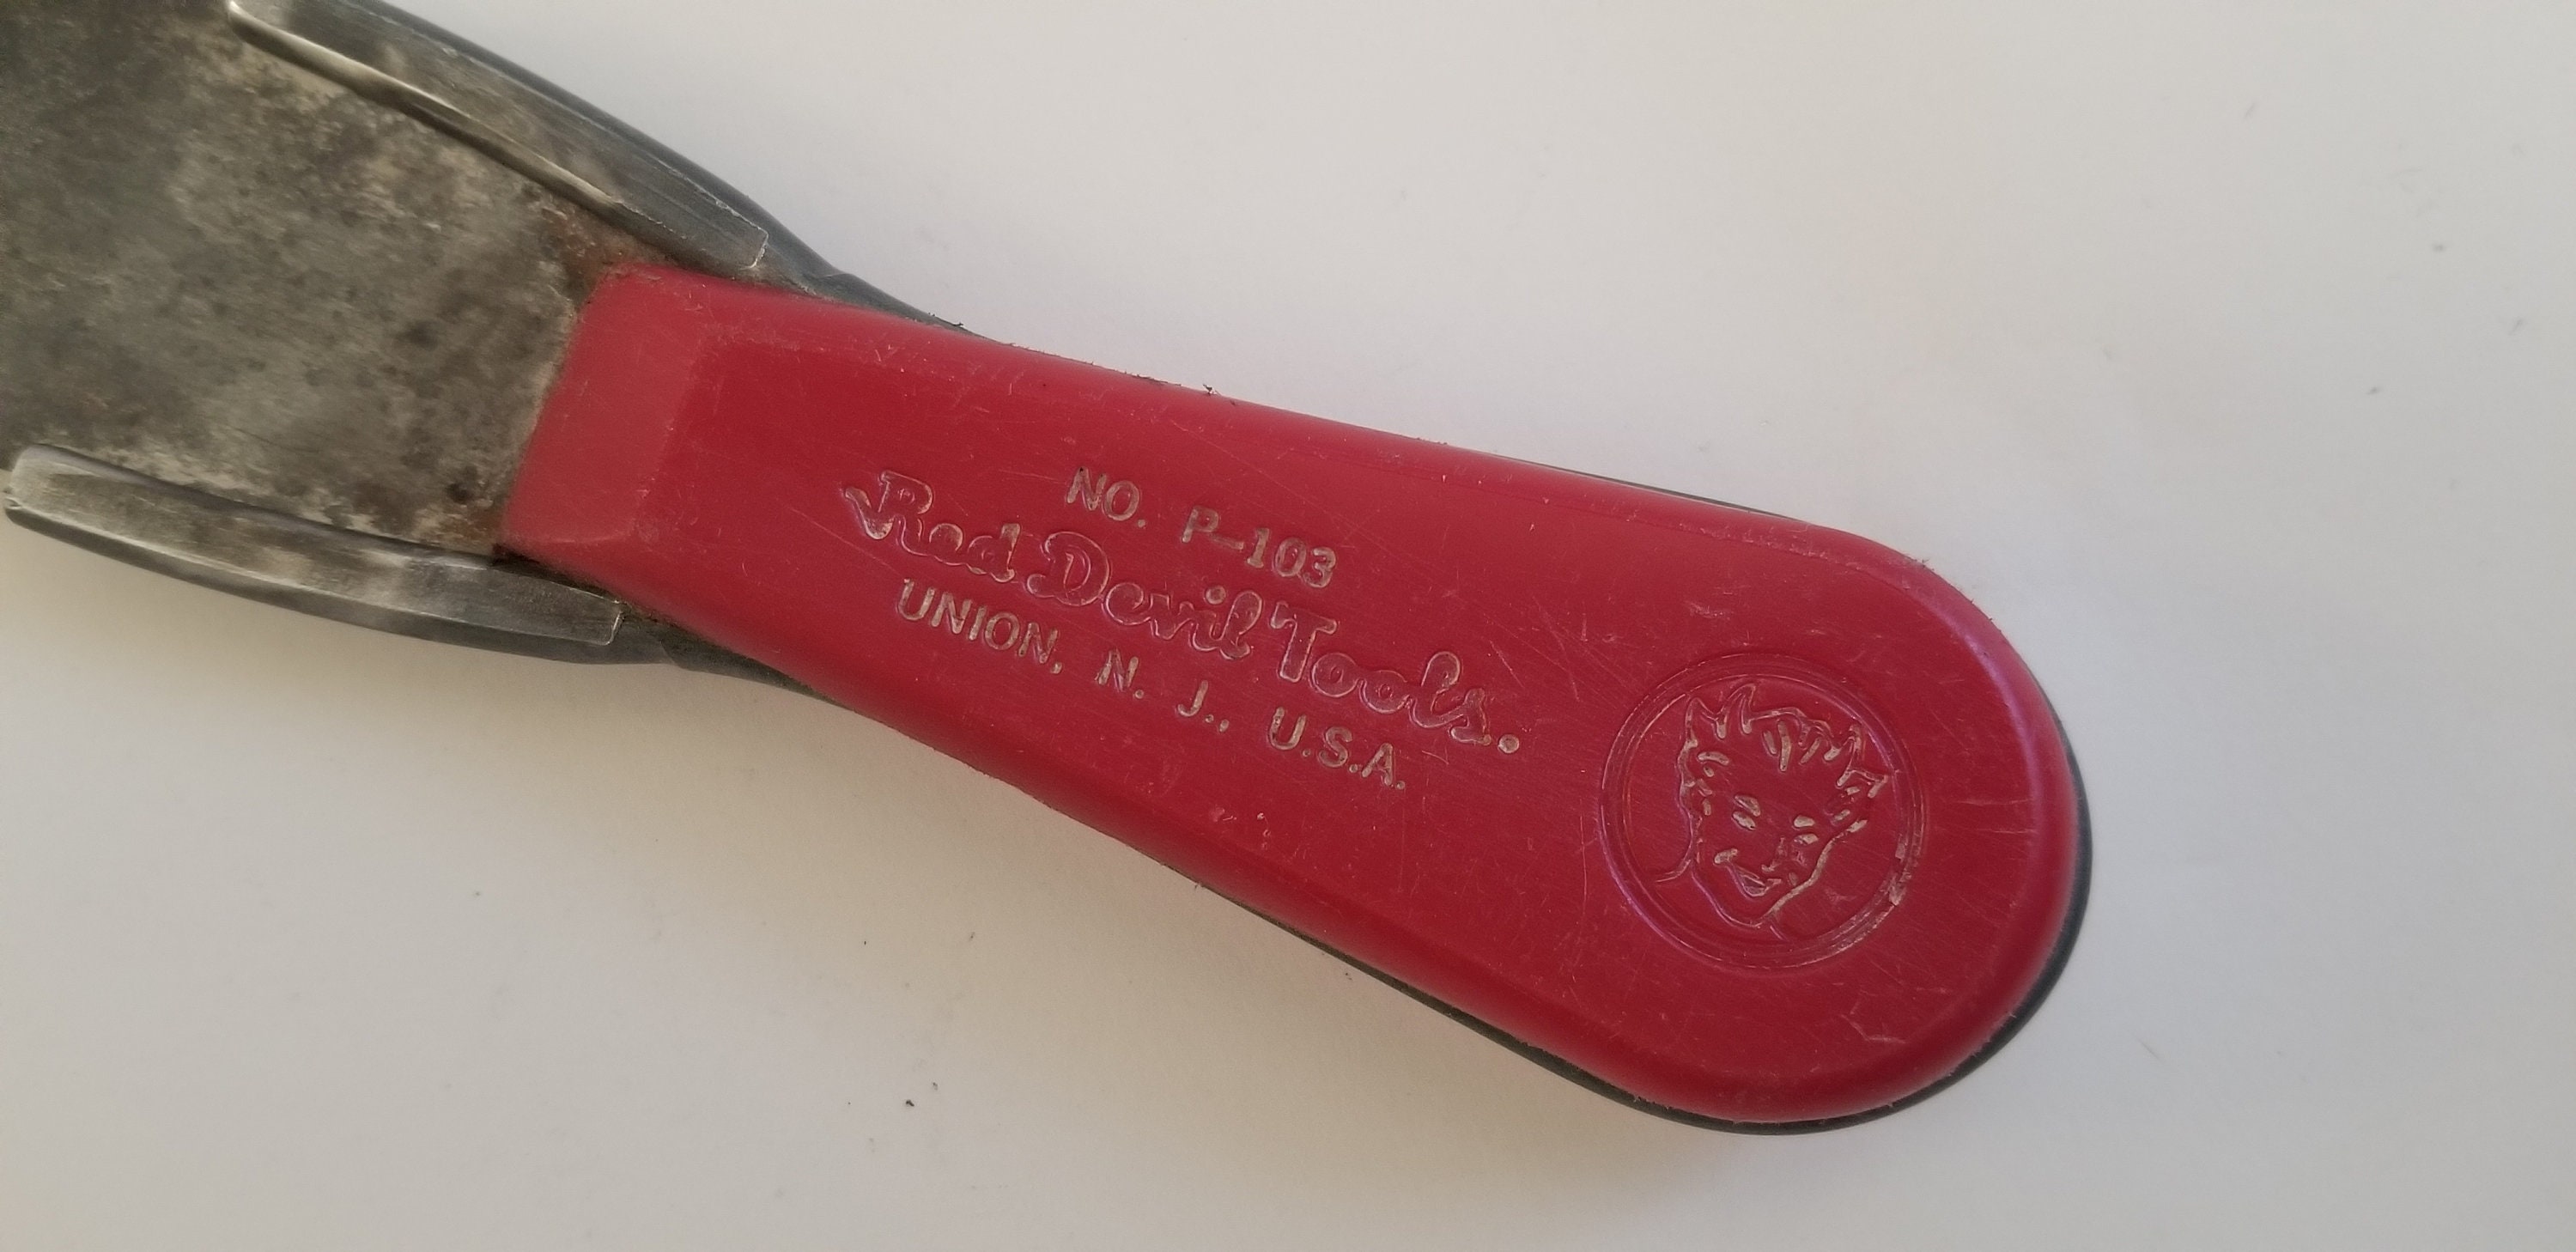 NO. P-103
Red Devil Tools.
UNION, N. J., U.S.A.